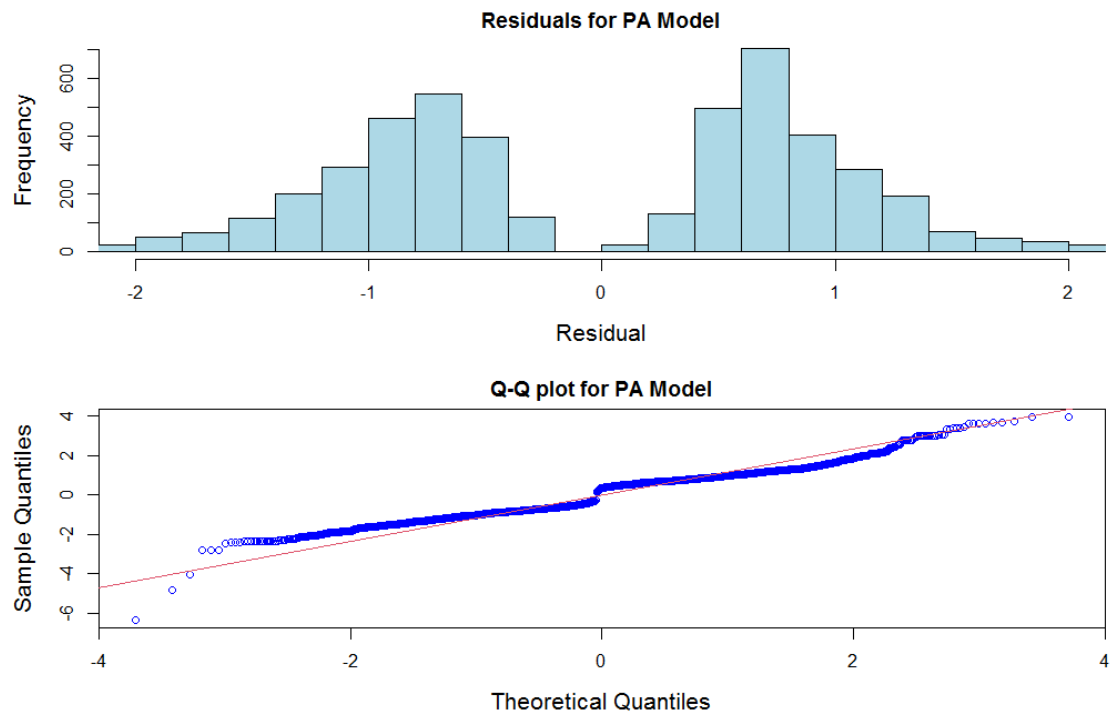 Residuals for PA Model
Frequency
600
400
200
0
-2 -1 0 1 2
Residual
Q-Q plot for PA Model
Sample Quantiles
4
2
0
-2
-4
-6
-4 -2 0 2 4
Theoretical Quantiles